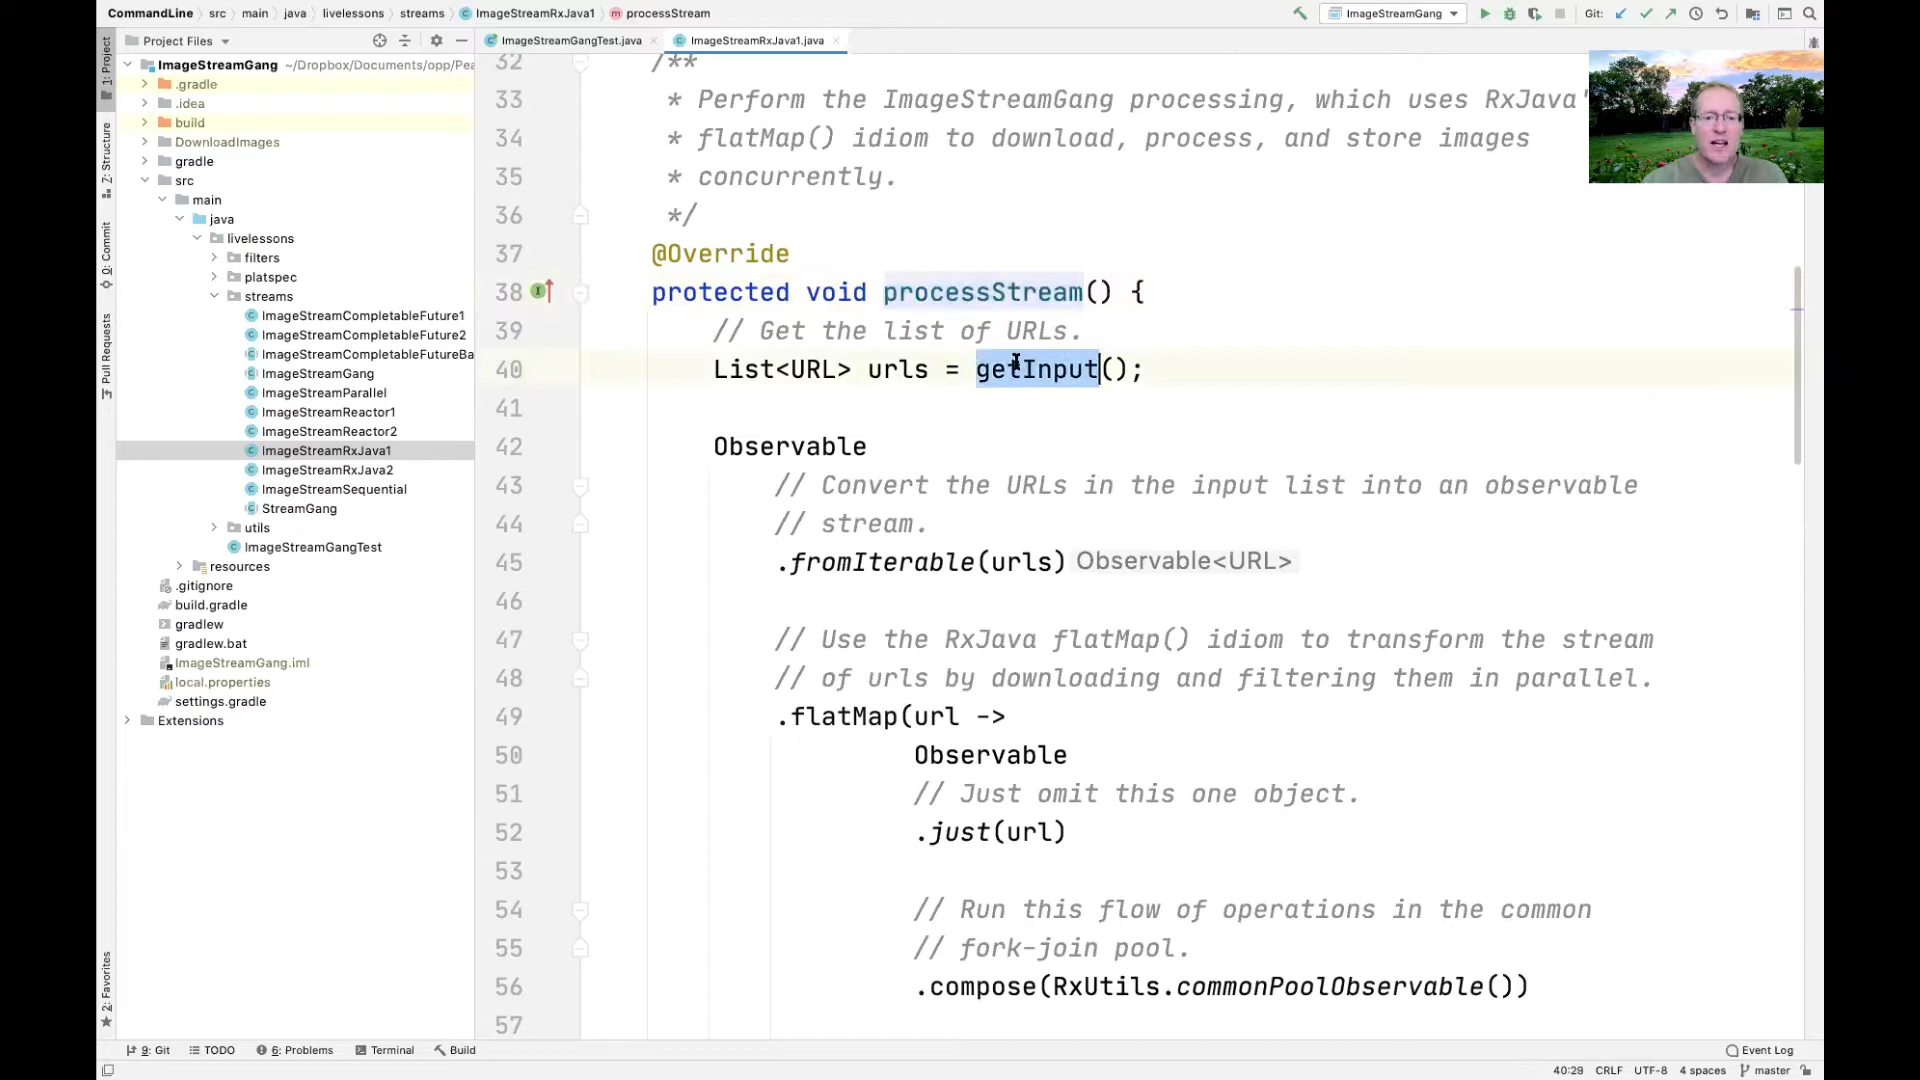 CommandLine src main java livelessons streams ImageStreamRxJava1 processStream
ImageStreamGang
Git:
Project Files
ImageStreamGangTest.java
ImageStreamRxJava1.java
1: Project
7: Structure
0: Commit
Pull Requests
2: Favorites
ImageStreamGang ~/Dropbox/Documents/opp/Pea
.gradle
.idea
build
DownloadImages
gradle
src
main
java
livelessons
filters
platspec
streams
ImageStreamCompletableFuture1
ImageStreamCompletableFuture2
ImageStreamCompletableFutureBa
ImageStreamGang
ImageStreamParallel
ImageStreamReactor1
ImageStreamReactor2
ImageStreamRxJava1
ImageStreamRxJava2
ImageStreamSequential
StreamGang
utils
ImageStreamGangTest
resources
.gitignore
build.gradle
gradlew
gradlew.bat
ImageStreamGang.iml
local.properties
settings.gradle
Extensions
32 /**
33 * Perform the ImageStreamGang processing, which uses RxJava'
34 * flatMap() idiom to download, process, and store images
35 * concurrently.
36 */
37 @Override
38 protected void processStream() {
39 // Get the list of URLs.
40 List<URL> urls = getInput();
41
42 Observable
43 // Convert the URLs in the input list into an observable
44 // stream.
45 .fromIterable(urls) Observable<URL>
46
47 // Use the RxJava flatMap() idiom to transform the stream
48 // of urls by downloading and filtering them in parallel.
49 .flatMap(url ->
50 Observable
51 // Just omit this one object.
52 .just(url)
53
54 // Run this flow of operations in the common
55 // fork-join pool.
56 .compose(RxUtils.commonPoolObservable())
57
9: Git TODO 6: Problems Terminal Build Event Log
40:29 CRLF UTF-8 4 spaces master